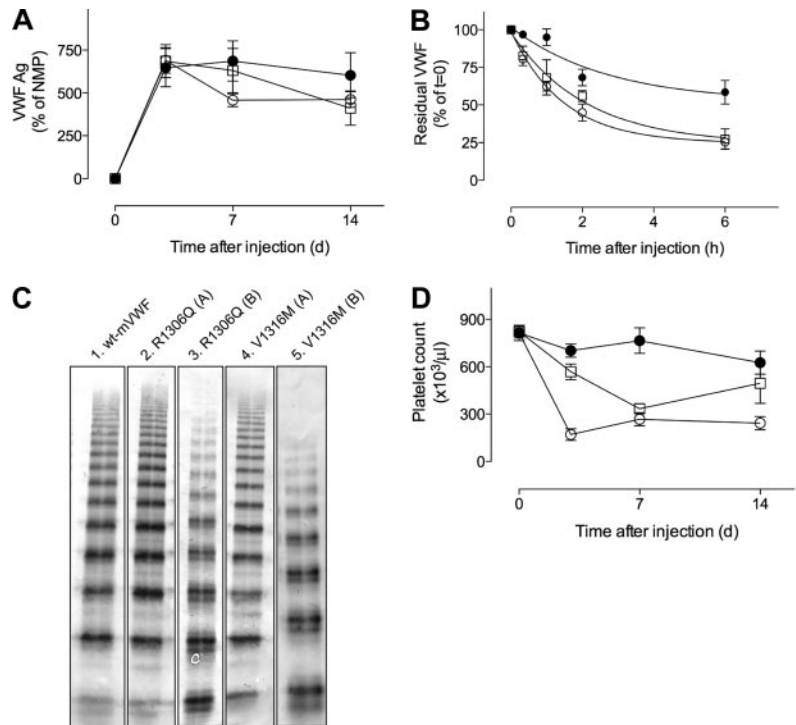 A
VWF Ag
(% of NMP)
750
500
250
0
0
7
14
Time after injection (d)
B
Residual VWF
(% of t=0)
100
75
50
25
0
0
2
4
6
Time after injection (h)
C
1. wt-mVWF
2. R1306Q (A)
3. R1306Q (B)
4. V1316M (A)
5. V1316M (B)
D
Platelet count
(x10³/µl)
900
600
300
0
0
7
14
Time after injection (d)